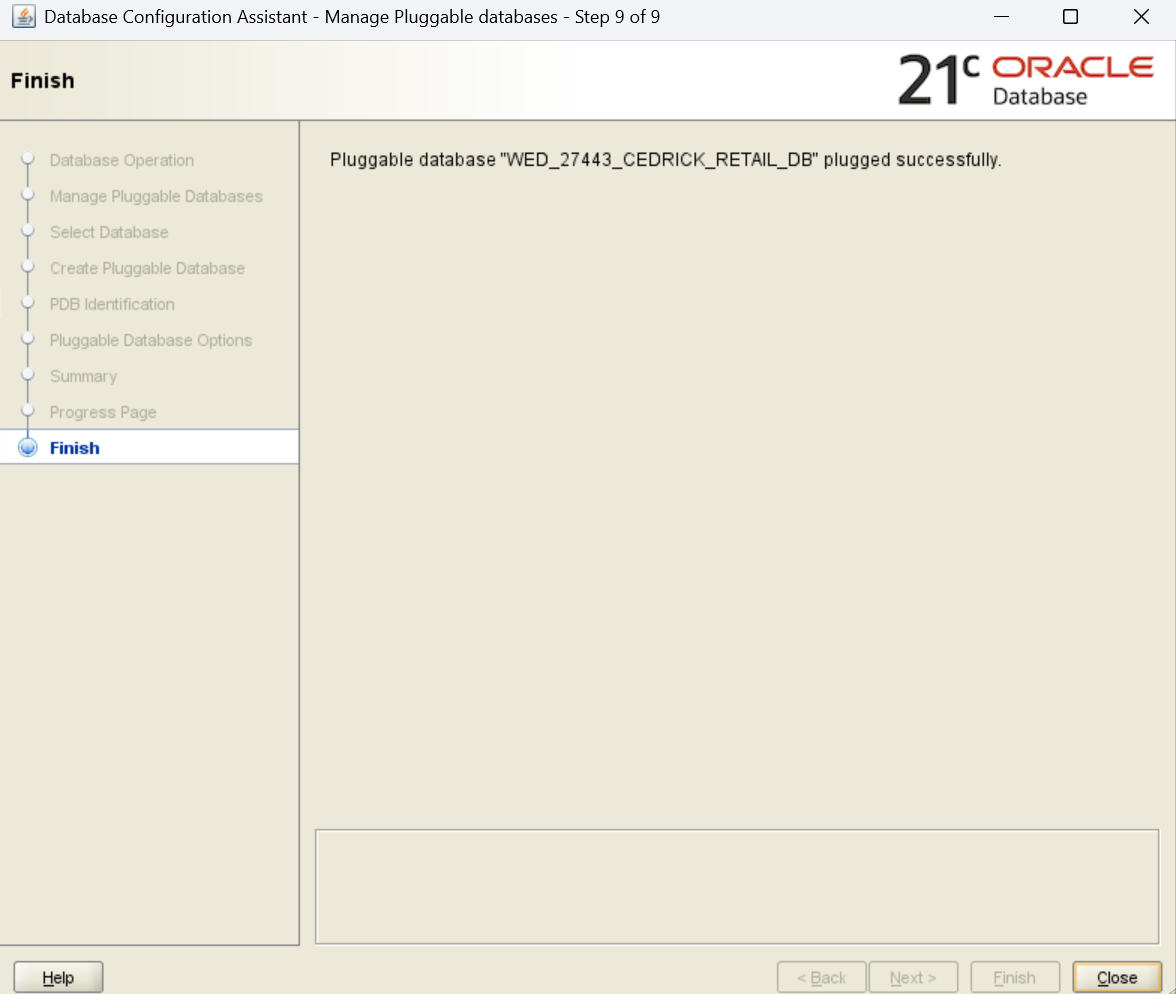 Database Configuration Assistant - Manage Pluggable databases - Step 9 of 9
Finish
21c ORACLE
Database
Database Operation
Manage Pluggable Databases
Select Database
Create Pluggable Database
PDB Identification
Pluggable Database Options
Summary
Progress Page
Finish
Pluggable database "WED_27443_CEDRICK_RETAIL_DB" plugged successfully.
Help
< Back
Next >
Finish
Close